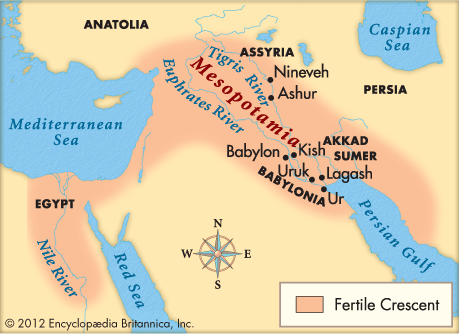 ANATOLIA
Caspian
Sea
ASSYRIA
Tigris River
Nineveh
Mesopotamia
Euphrates River
Ashur
PERSIA
Mediterranean
Sea
AKKAD
Babylon
Kish
SUMER
Uruk
Lagash
BABYLONIA
Ur
EGYPT
Persian Gulf
Nile River
Red Sea
N
W
E
S
Fertile Crescent
© 2012 Encyclopædia Britannica, Inc.